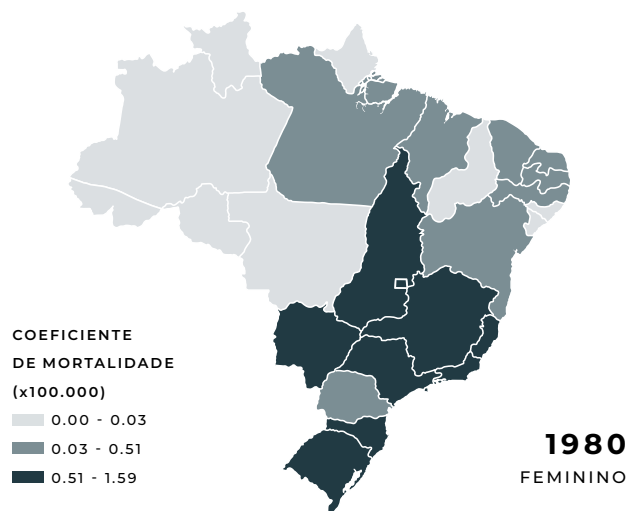 COEFICIENTE
DE MORTALIDADE
(x100.000)
0.00 - 0.03
0.03 - 0.51
0.51 - 1.59
1980
FEMININO